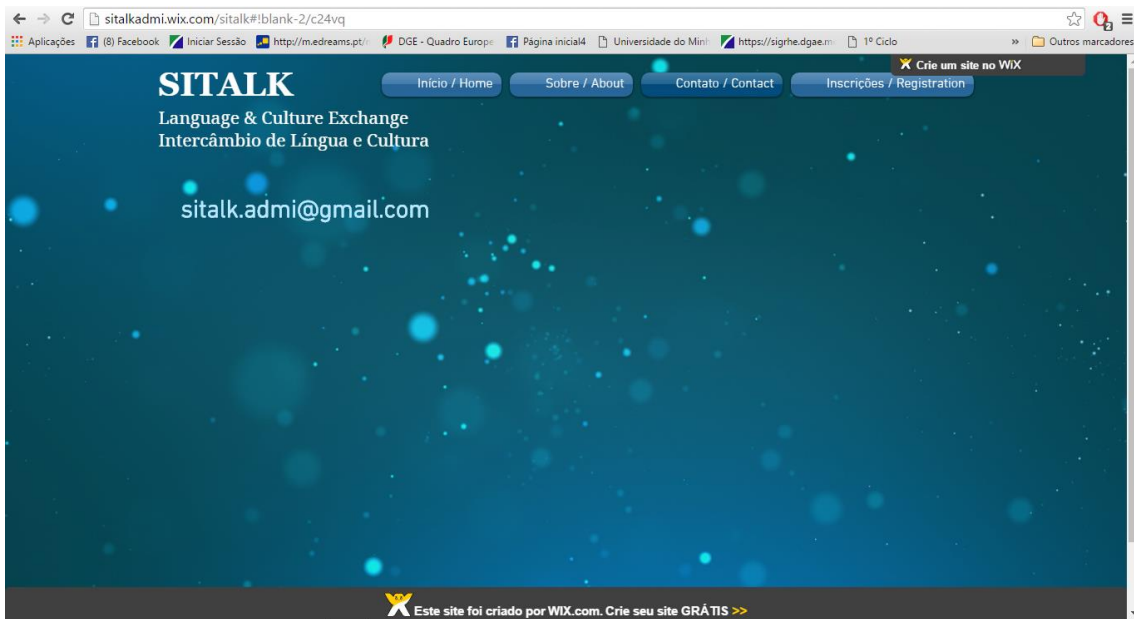 sitalkadmi.wix.com/sitalk#!blank-2/c24vq
Aplicações (8) Facebook Iniciar Sessão http://m.edreams.pt/ DGE - Quadro Europe Página inicial4 Universidade do Minh https://sigrhe.dgae.m 1º Ciclo » Outros marcadores
Crie um site no WiX
SITALK Início / Home Sobre / About Contato / Contact Inscrições / Registration
Language & Culture Exchange
Intercâmbio de Língua e Cultura
sitalk.admi@gmail.com
Este site foi criado por WIX.com. Crie seu site GRÁTIS >>